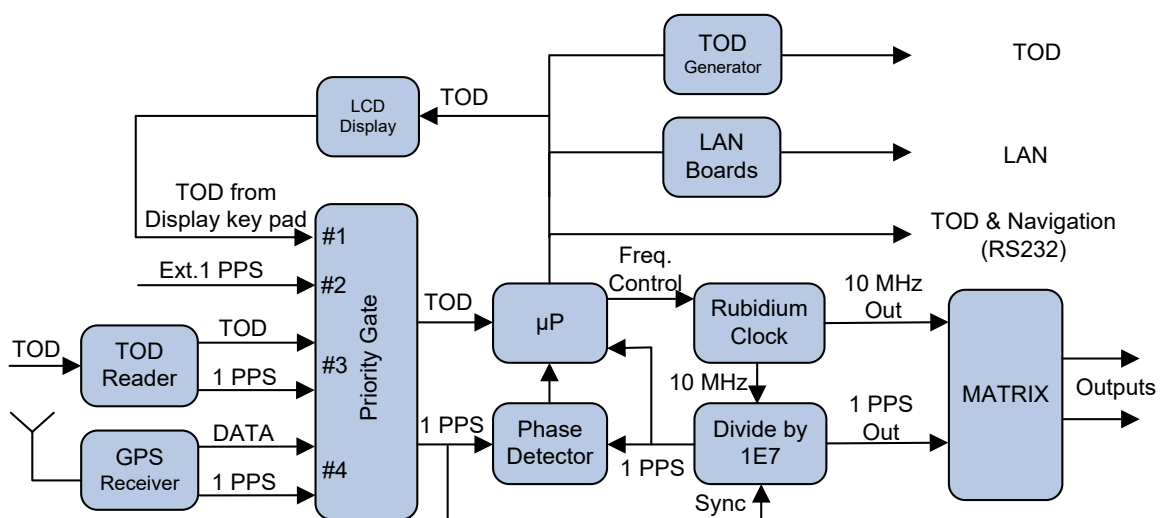 TOD
Generator
TOD
LCD
Display
TOD
LAN
Boards
LAN
TOD from
Display key pad
#1
TOD & Navigation
(RS232)
Ext.1 PPS
#2
Freq.
Control
10 MHz
Out
TOD
µP
Rubidium
Clock
TOD
TOD
Reader
TOD
1 PPS
#3
Priority Gate
10 MHz
MATRIX
Outputs
GPS
Receiver
DATA
1 PPS
#4
1 PPS
Phase
Detector
1 PPS
Divide by
1E7
1 PPS
Out
Sync